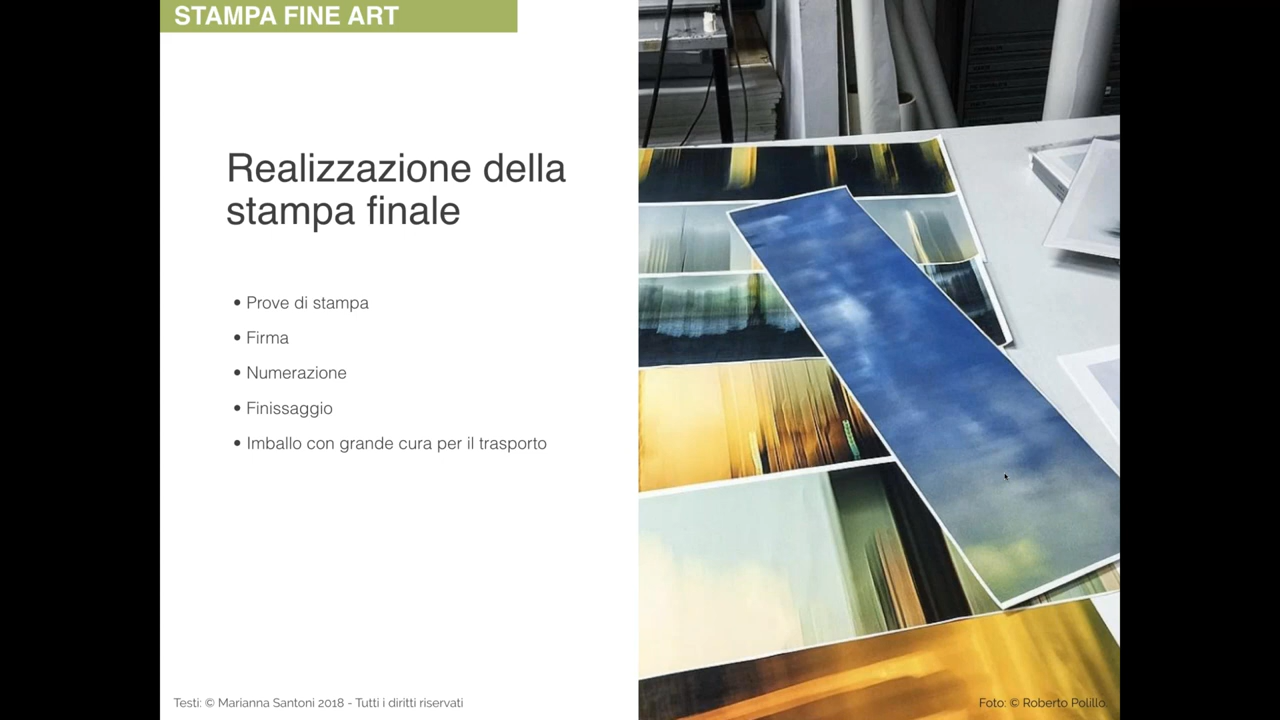 STAMPA FINE ART
Realizzazione della
stampa finale
• Prove di stampa
• Firma
• Numerazione
• Finissaggio
• Imballo con grande cura per il trasporto
Testi: © Marianna Santoni 2018 - Tutti i diritti riservati
Foto: © Roberto Polillo